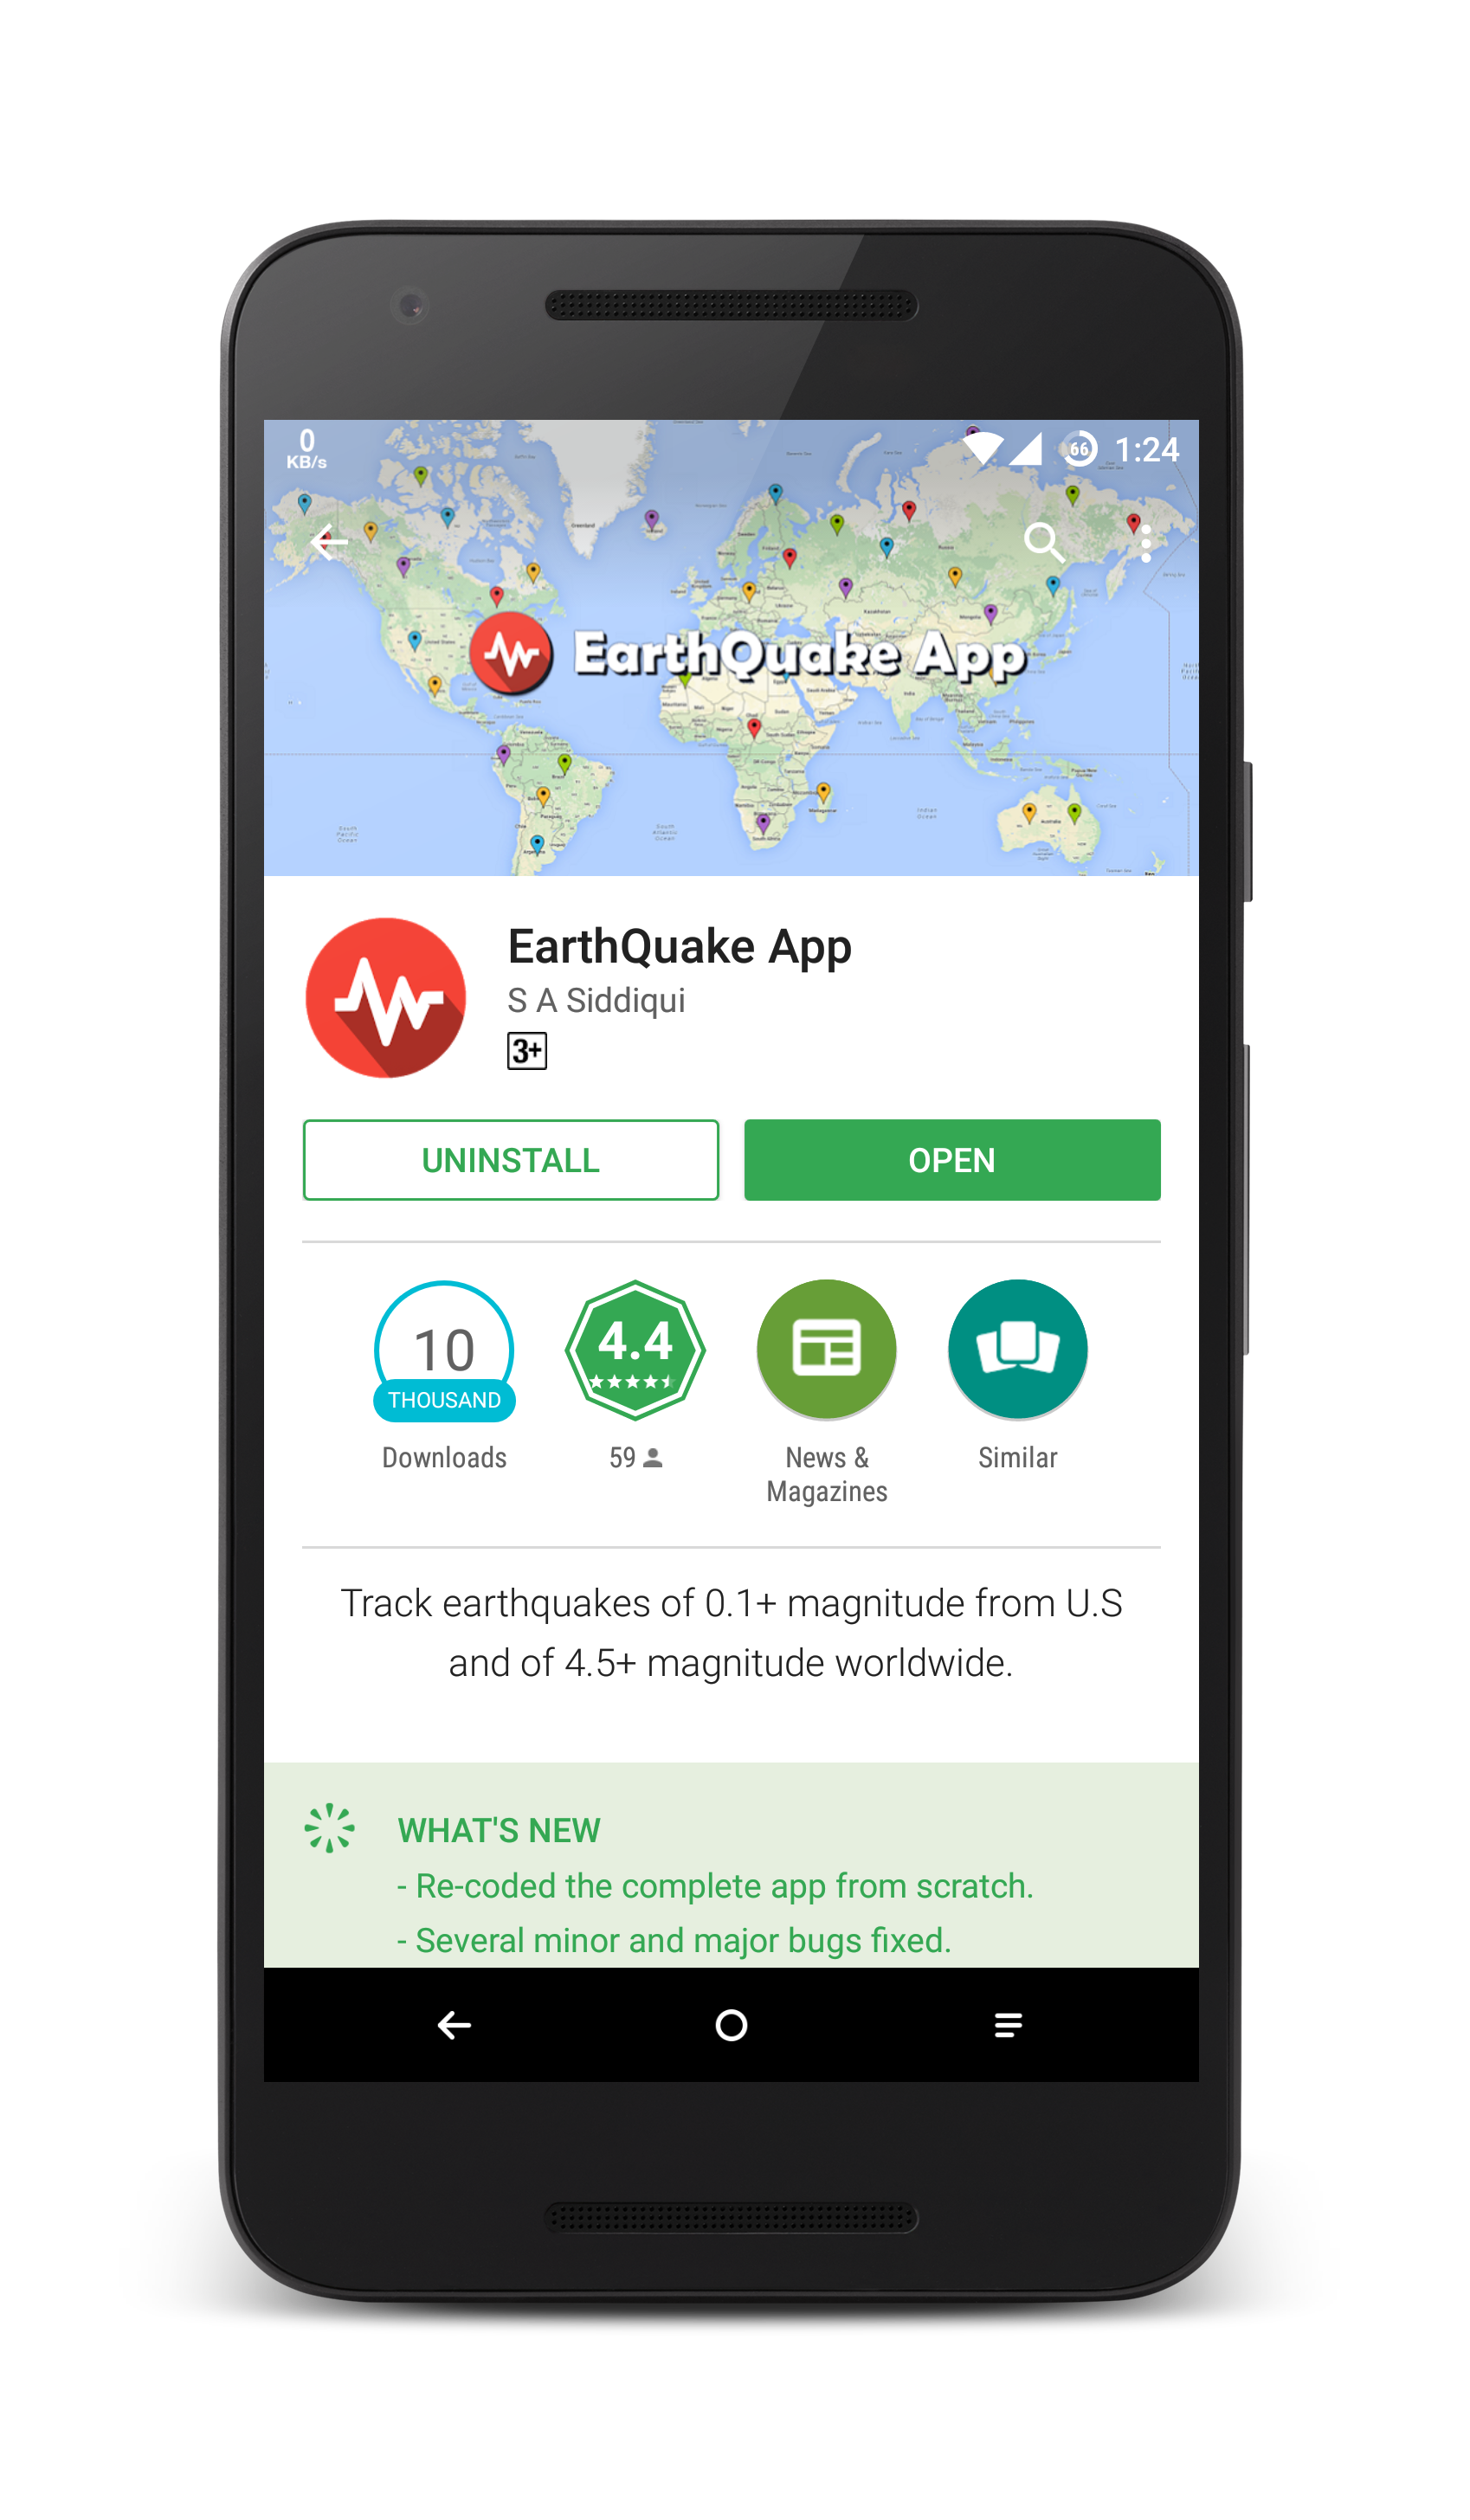 0
KB/s
66
1:24
EarthQuake App
EarthQuake App
S A Siddiqui
3+
UNINSTALL
OPEN
10
THOUSAND
Downloads
4.4
59
News &
Magazines
Similar
Track earthquakes of 0.1+ magnitude from U.S
and of 4.5+ magnitude worldwide.
WHAT'S NEW
- Re-coded the complete app from scratch.
- Several minor and major bugs fixed.